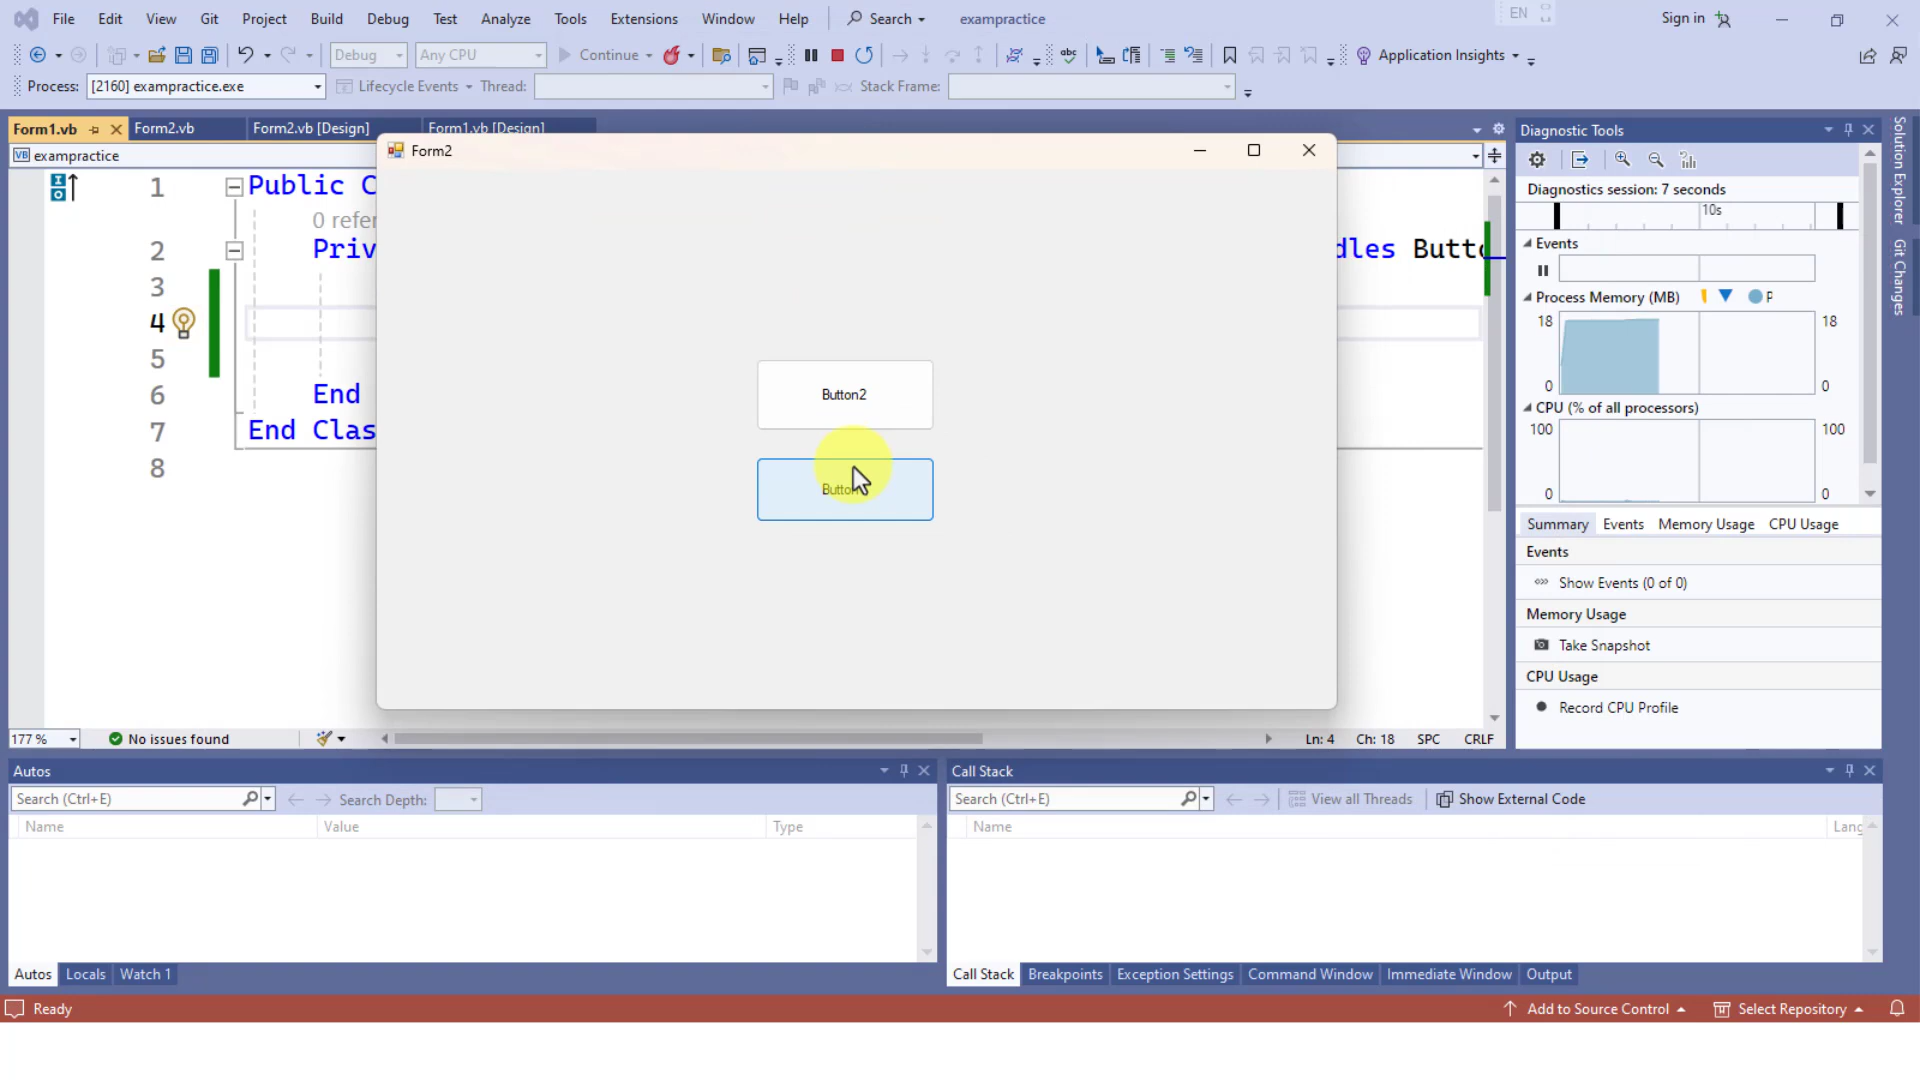 File Edit View Git Project Build Debug Test Analyze Tools Extensions Window Help Search exampractice EN Sign in
Debug Any CPU Continue Application Insights
Process: [2160] exampractice.exe Lifecycle Events Thread: Stack Frame:
Form1.vb Form2.vb Form2.vb [Design] Form1.vb [Design]
VB exampractice
Form2
1 Public C
0 refer
2 Priv dles Butto
3
4
5
6 End
7 End Clas
8
Button2
Button
Diagnostic Tools
Diagnostics session: 7 seconds
10s
Events
Process Memory (MB) P
18 18
0 0
CPU (% of all processors)
100 100
0 0
Summary Events Memory Usage CPU Usage
Events
Show Events (0 of 0)
Memory Usage
Take Snapshot
CPU Usage
Record CPU Profile
Solution Explorer
Git Changes
177 % No issues found Ln: 4 Ch: 18 SPC CRLF
Autos
Search (Ctrl+E) Search Depth:
Name Value Type
Autos Locals Watch 1
Call Stack
Search (Ctrl+E) View all Threads Show External Code
Name Lang
Call Stack Breakpoints Exception Settings Command Window Immediate Window Output
Ready Add to Source Control Select Repository